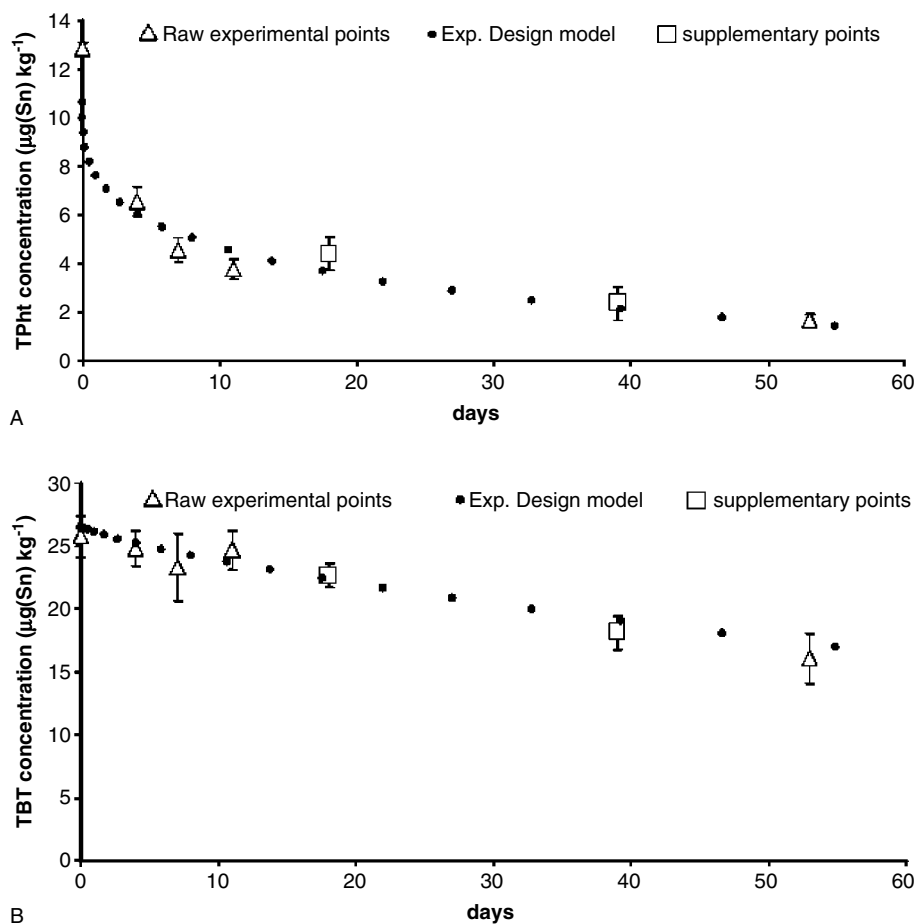 14
12
10
8
6
4
2
0
TPht concentration (µg(Sn) kg-1)
Raw experimental points
Exp. Design model
supplementary points
0 10 20 30 40 50 60
days
A
30
25
20
15
10
5
0
TBT concentration (µg(Sn) kg-1)
Raw experimental points
Exp. Design model
supplementary points
0 10 20 30 40 50 60
days
B